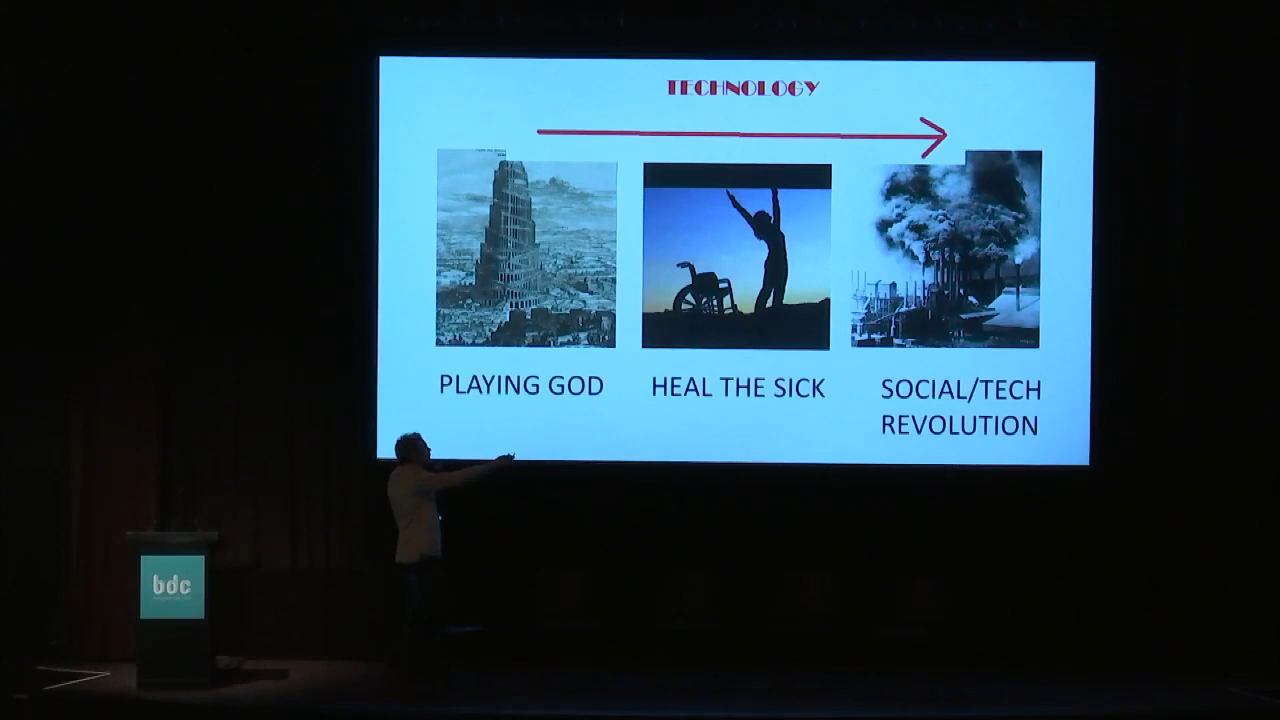 TECHNOLOGY
PLAYING GOD
HEAL THE SICK
SOCIAL/TECH
REVOLUTION
bdc